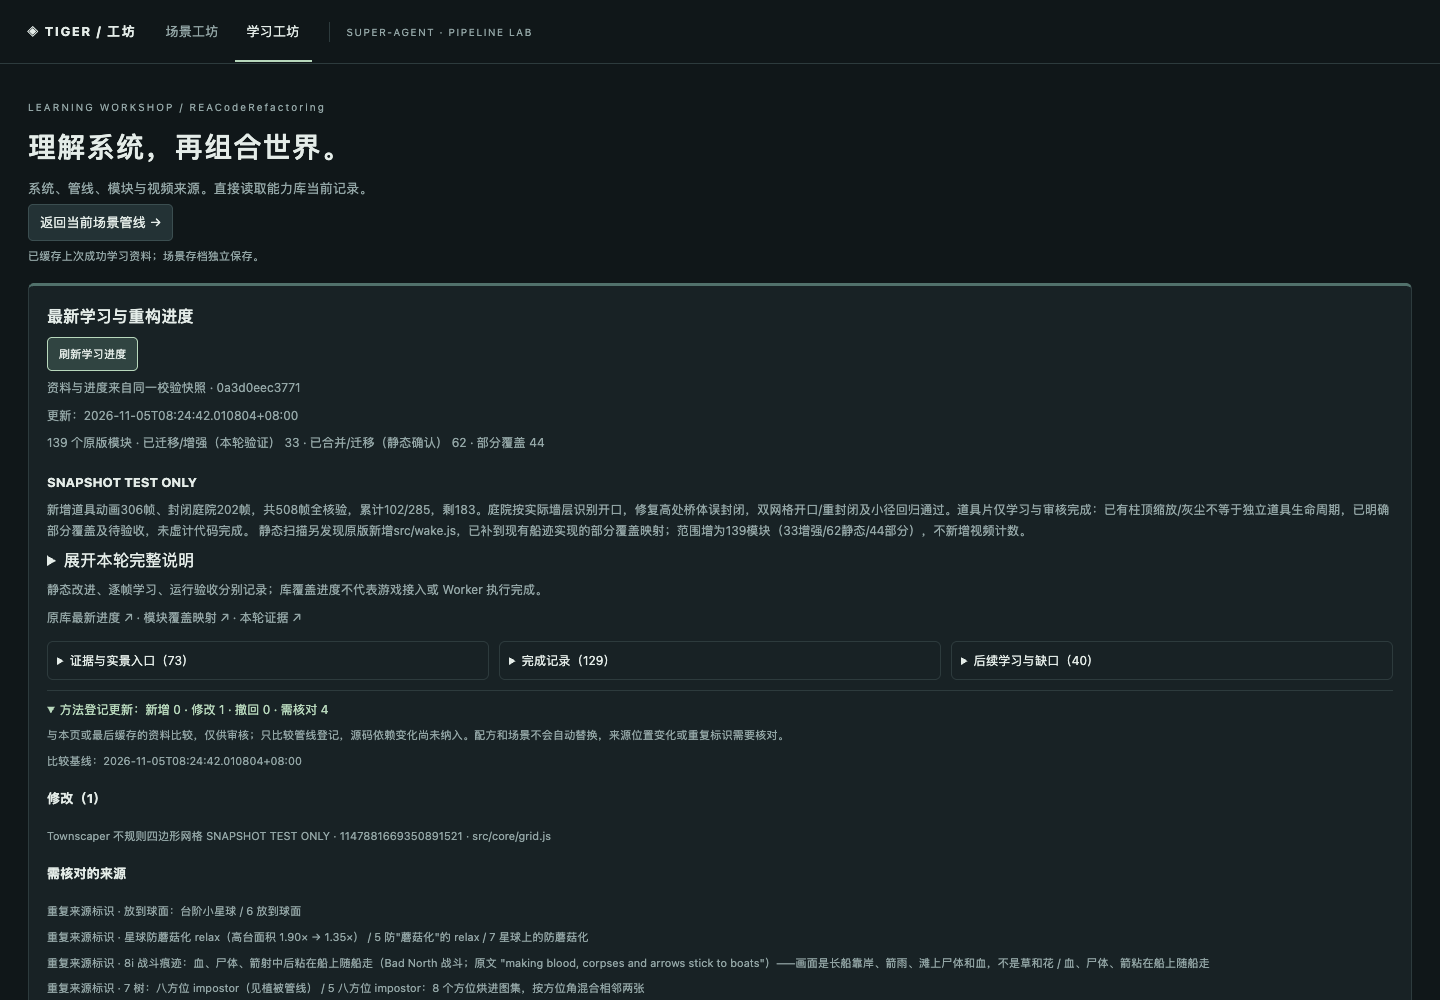 ◈ TIGER / 工坊 场景工坊 学习工坊 SUPER-AGENT · PIPELINE LAB
LEARNING WORKSHOP / REACodeRefactoring
理解系统，再组合世界。
系统、管线、模块与视频来源。直接读取能力库当前记录。
返回当前场景管线 →
已缓存上次成功学习资料；场景存档独立保存。
最新学习与重构进度
刷新学习进度
资料与进度来自同一校验快照 · 0a3d0eec3771
更新：2026-11-05T08:24:42.010804+08:00
139 个原版模块 · 已迁移/增强（本轮验证） 33 · 已合并/迁移（静态确认） 62 · 部分覆盖 44
SNAPSHOT TEST ONLY
新增道具动画306帧、封闭庭院202帧，共508帧全核验，累计102/285，剩183。庭院按实际墙层识别开口，修复高处桥体误封闭，双网格开口/重封闭及小径回归通过。道具片仅学习与审核完成：已有柱顶缩放/灰尘不等于独立道具生命周期，已明确
部分覆盖及待验收，未虚计代码完成。 静态扫描另发现原版新增src/wake.js，已补到现有船迹实现的部分覆盖映射；范围增为139模块（33增强/62静态/44部分），不新增视频计数。
▶ 展开本轮完整说明
静态改进、逐帧学习、运行验收分别记录；库覆盖进度不代表游戏接入或 Worker 执行完成。
原库最新进度 ↗ · 模块覆盖映射 ↗ · 本轮证据 ↗
▶ 证据与实景入口（73） ▶ 完成记录（129） ▶ 后续学习与缺口（40）
▼ 方法登记更新：新增 0 · 修改 1 · 撤回 0 · 需核对 4
与本页或最后缓存的资料比较，仅供审核；只比较管线登记，源码依赖变化尚未纳入。配方和场景不会自动替换，来源位置变化或重复标识需要核对。
比较基线：2026-11-05T08:24:42.010804+08:00
修改（1）
Townscaper 不规则四边形网格 SNAPSHOT TEST ONLY · 1147881669350891521 · src/core/grid.js
需核对的来源
重复来源标识 · 放到球面：台阶小星球 / 6 放到球面
重复来源标识 · 星球防蘑菇化 relax（高台面积 1.90× → 1.35×） / 5 防"蘑菇化"的 relax / 7 星球上的防蘑菇化
重复来源标识 · 8i 战斗痕迹：血、尸体、箭射中后粘在船上随船走（Bad North 战斗；原文 "making blood, corpses and arrows stick to boats"）——画面是长船靠岸、箭雨、滩上尸体和血，不是草和花 / 血、尸体、箭粘在船上随船走
重复来源标识 · 7 树：八方位 impostor（见植被管线） / 5 八方位 impostor：8 个方位烘进图集，按方位角混合相邻两张